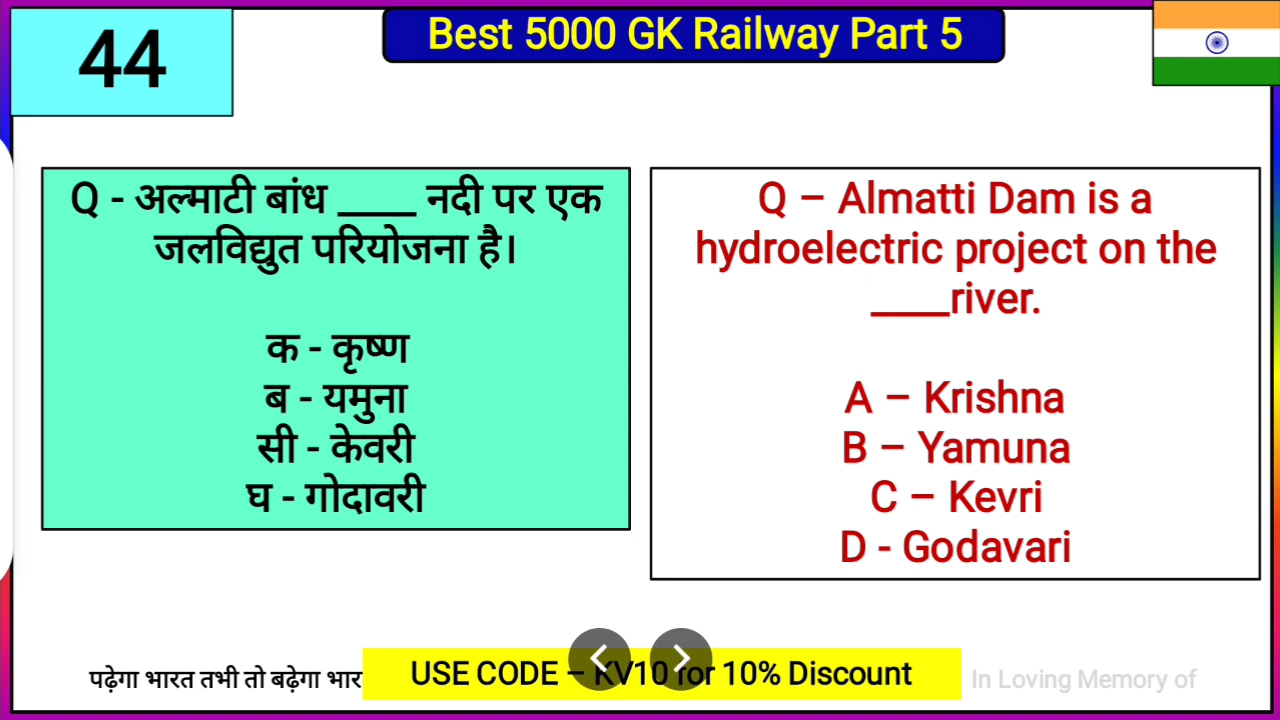 44
Best 5000 GK Railway Part 5
Q - अल्माटी बांध ____ नदी पर एक
जलविद्युत परियोजना है।
क - कृष्ण
ब - यमुना
सी - केवरी
घ - गोदावरी
Q – Almatti Dam is a
hydroelectric project on the
____river.
A – Krishna
B – Yamuna
C – Kevri
D - Godavari
पढ़ेगा भारत तभी तो बढ़ेगा भार
USE CODE – KV10 for 10% Discount
In Loving Memory of